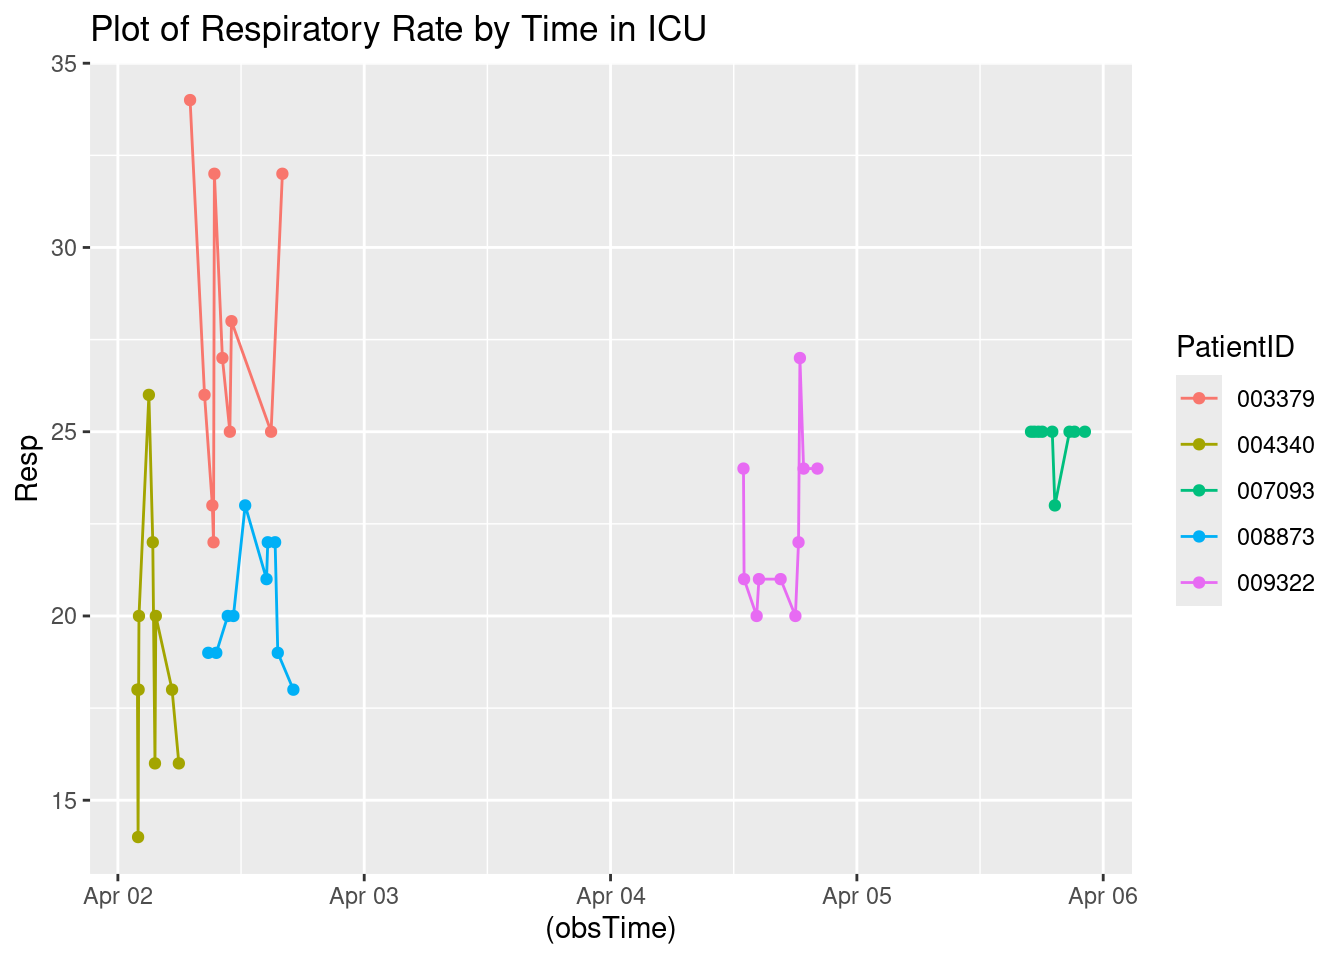 Plot of Respiratory Rate by Time in ICU
35
30
25
20
15
Resp
Apr 02 Apr 03 Apr 04 Apr 05 Apr 06
(obsTime)
PatientID
003379
004340
007093
008873
009322